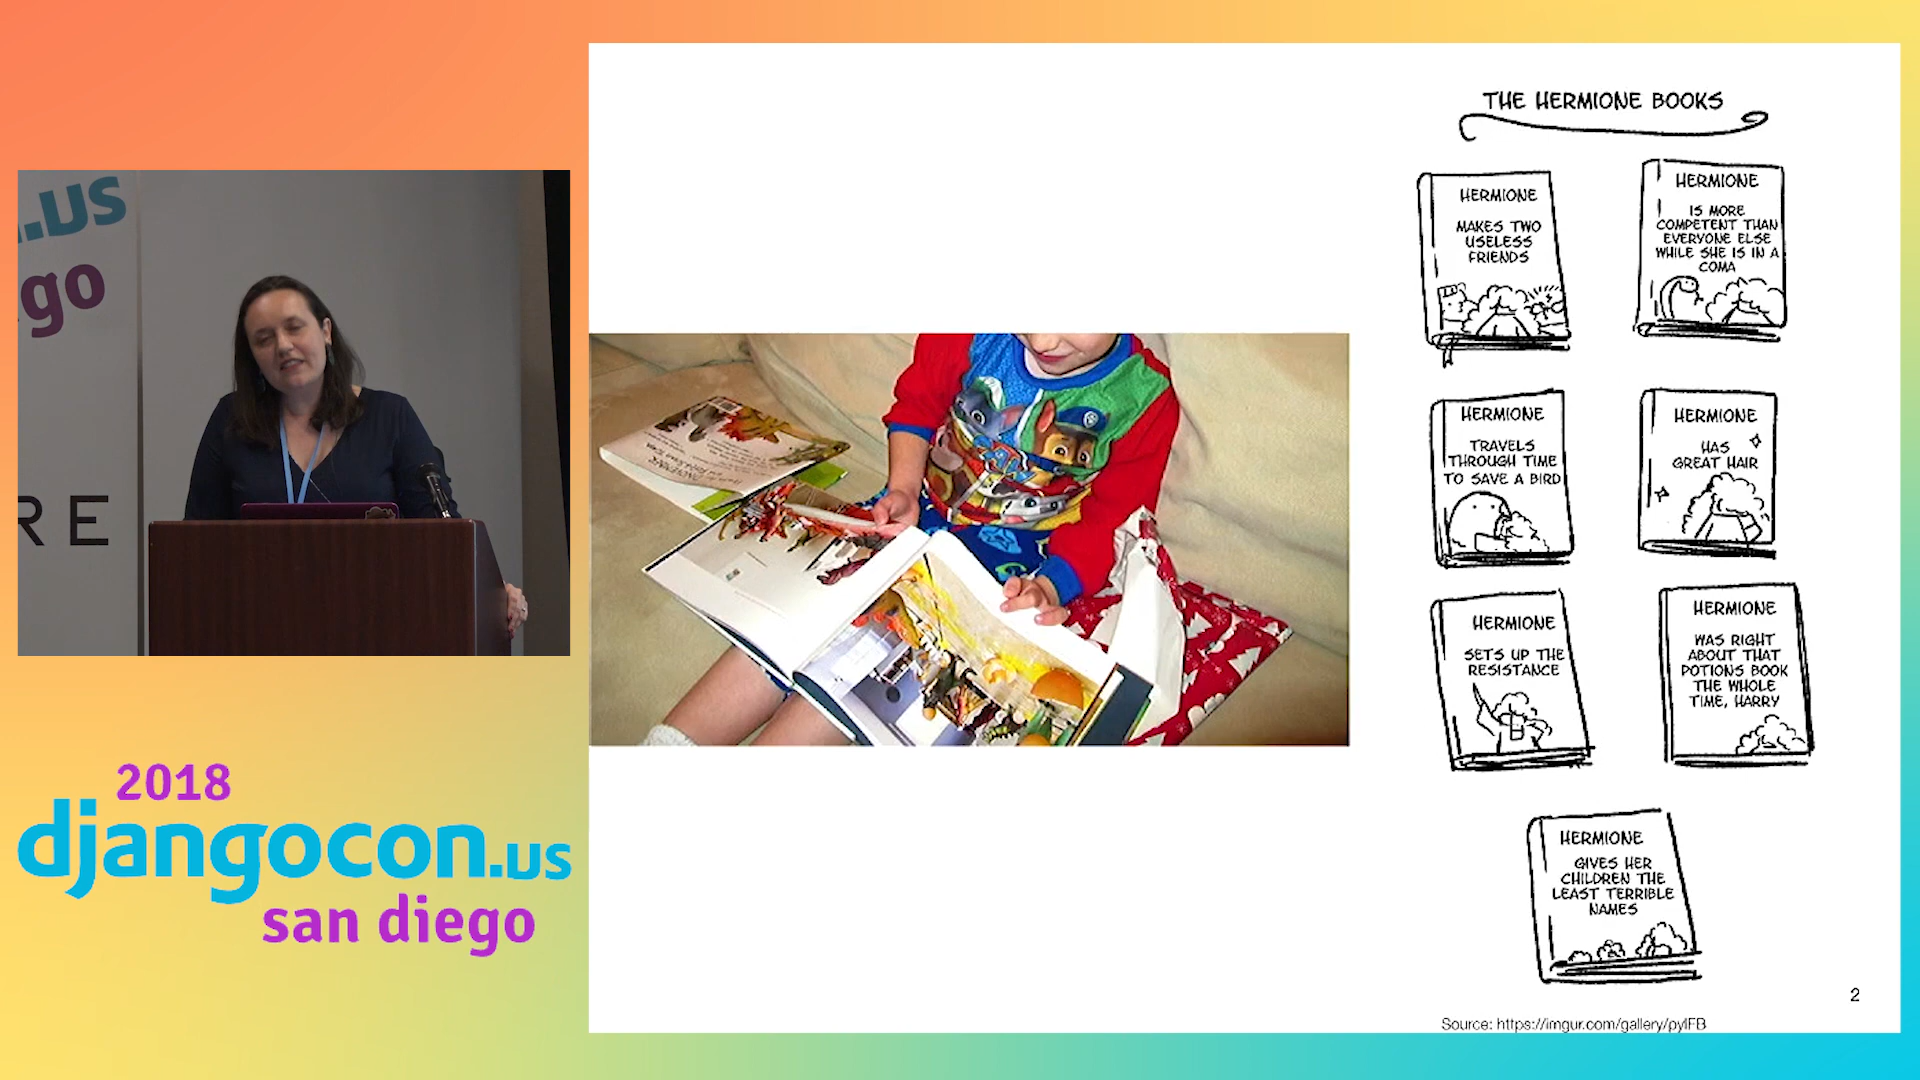 .us
go
RE
2018
djangocon.us
san diego
THE HERMIONE BOOKS
HERMIONE
MAKES TWO
USELESS
FRIENDS
HERMIONE
IS MORE
COMPETENT THAN
EVERYONE ELSE
WHILE SHE IS IN A
COMA
HERMIONE
TRAVELS
THROUGH TIME
TO SAVE A BIRD
HERMIONE
HAS
GREAT HAIR
HERMIONE
SETS UP THE
RESISTANCE
HERMIONE
WAS RIGHT
ABOUT THAT
POTIONS BOOK
THE WHOLE
TIME, HARRY
HERMIONE
GIVES HER
CHILDREN THE
LEAST TERRIBLE
NAMES
2
Source: https://imgur.com/gallery/pyIFB